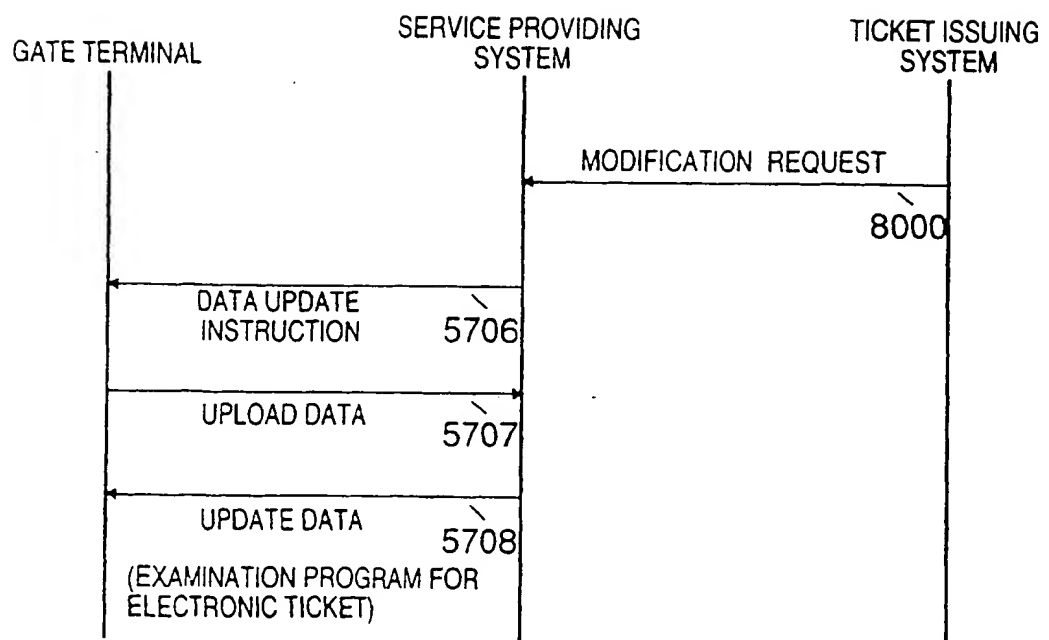 GATE TERMINAL
SERVICE PROVIDING
SYSTEM
TICKET ISSUING
SYSTEM
MODIFICATION REQUEST
8000
DATA UPDATE
INSTRUCTION
5706
UPLOAD DATA
5707
UPDATE DATA
5708
(EXAMINATION PROGRAM FOR
ELECTRONIC TICKET)